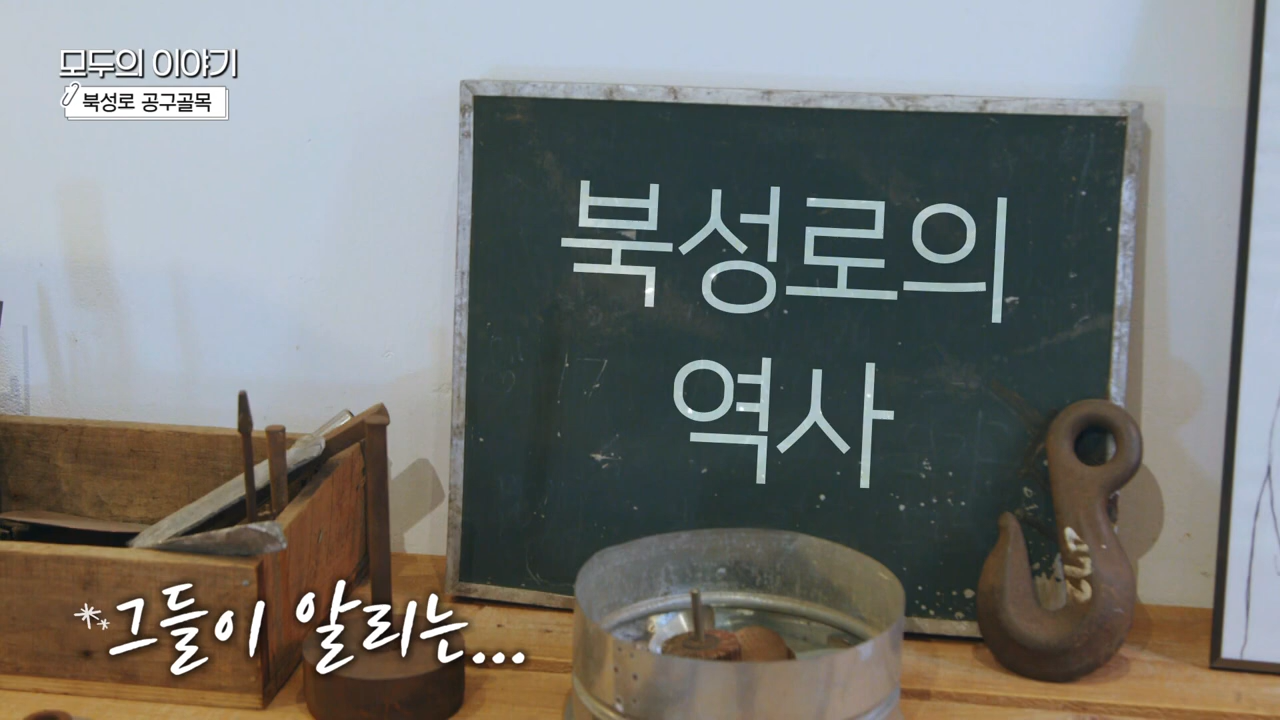 모두의 이야기
북성로 공구골목
북성로의
역사
그들이 알리는...